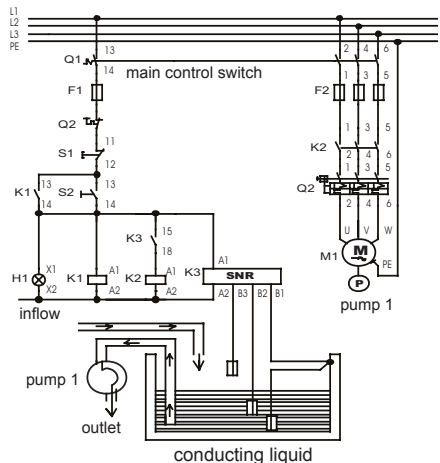 L1
L2
L3
PE
Q1 13
14
main control switch
2 4 6
1 3 5
F1
F2
Q2
11
S1
12
K1 13
14
S2 13
14
K3 15
18
1 3 5
K2
2 4 6
1 3 5
Q2
2 4 6
U V W
M1 M
PE
P
pump 1
H1 X1
X2
K1 A1
A2
K2 A1
A2
K3 A1
SNR
A2 B3 B2 B1
inflow
pump 1
outlet
conducting liquid